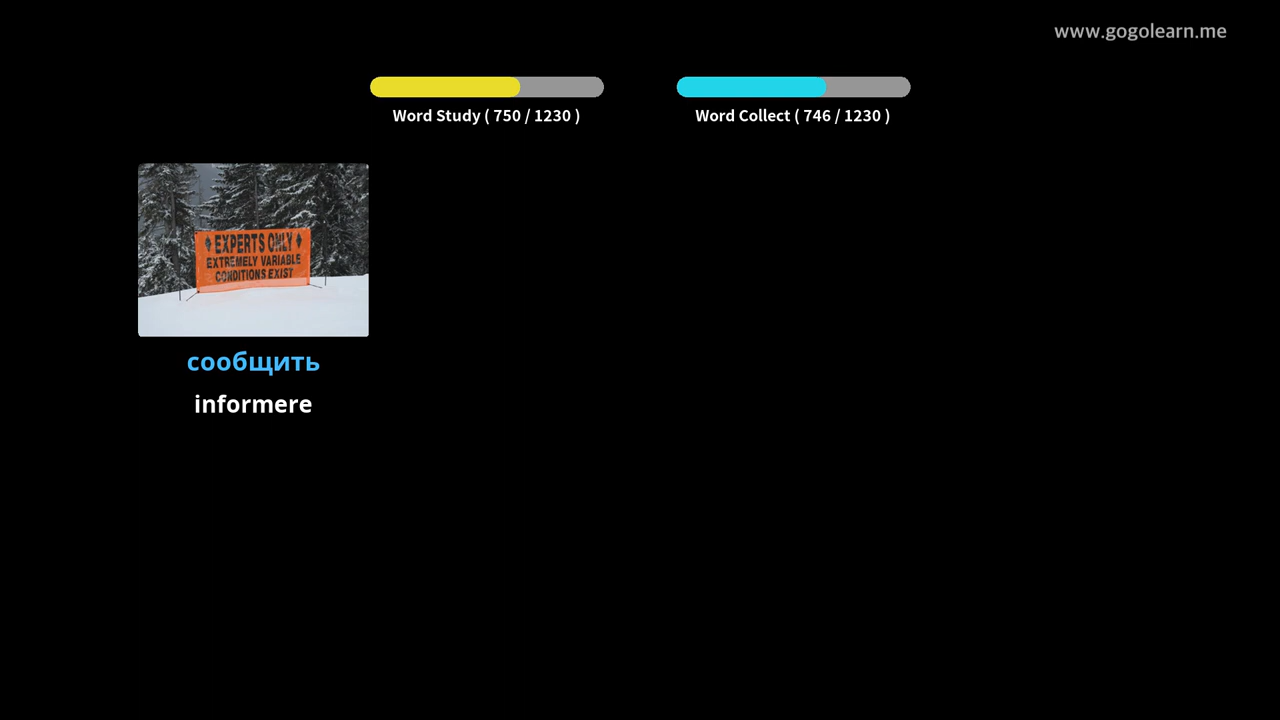 www.gogolearn.me
Word Study ( 750 / 1230 )
Word Collect ( 746 / 1230 )
EXPERTS ONLY
EXTREMELY VARIABLE
CONDITIONS EXIST
сообщить
informere